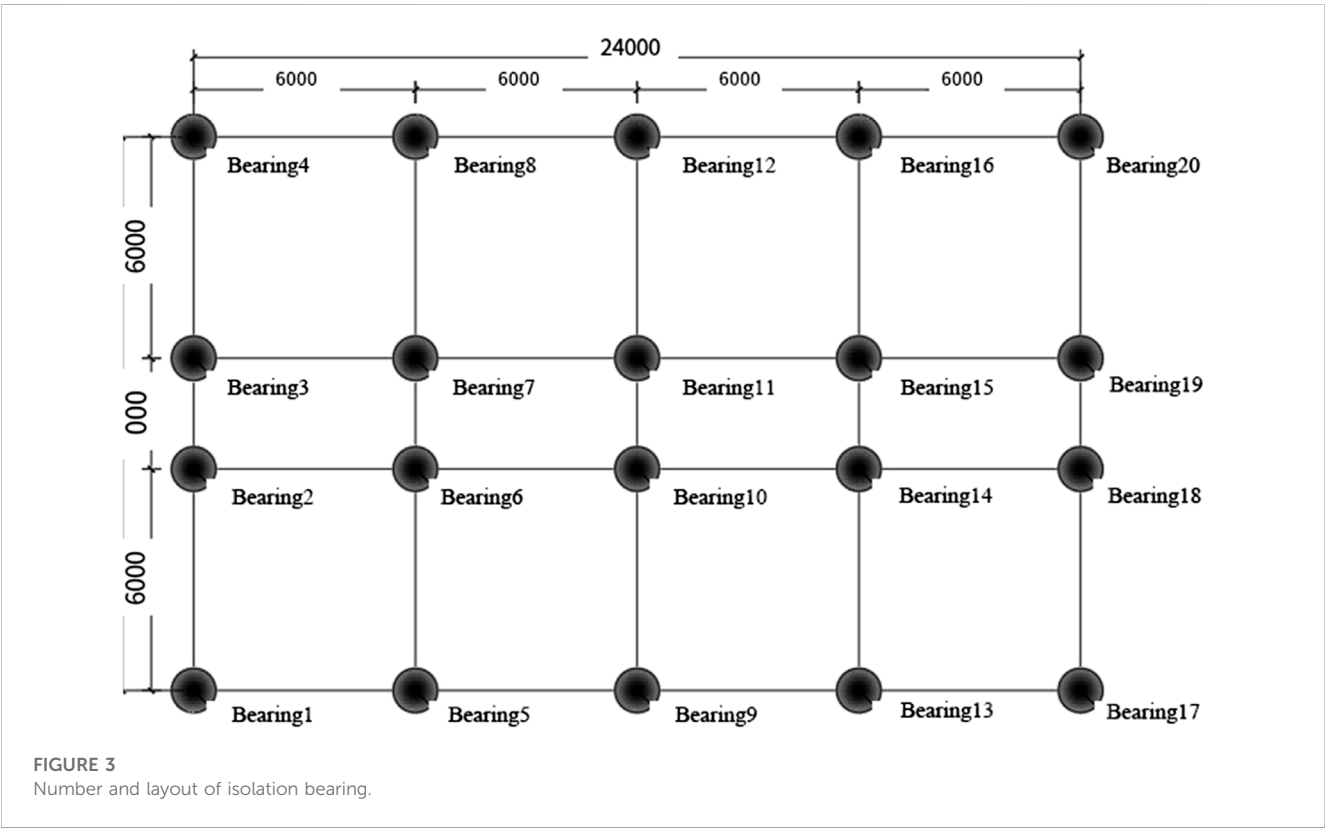 24000
6000 6000 6000 6000
Bearing4 Bearing8 Bearing12 Bearing16 Bearing20
6000
Bearing3 Bearing7 Bearing11 Bearing15 Bearing19
000
Bearing2 Bearing6 Bearing10 Bearing14 Bearing18
6000
Bearing1 Bearing5 Bearing9 Bearing13 Bearing17
FIGURE 3
Number and layout of isolation bearing.